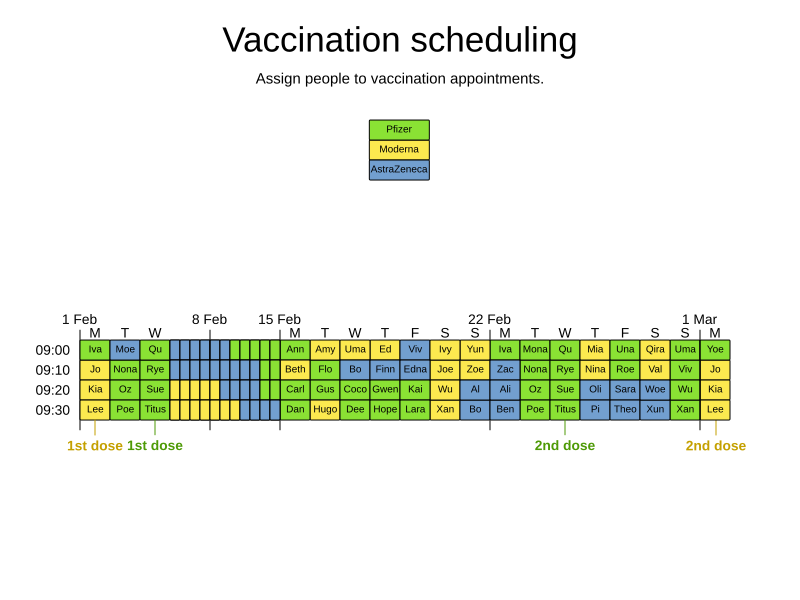 Vaccination scheduling
Assign people to vaccination appointments.
Pfizer
Moderna
AstraZeneca
1 Feb 8 Feb 15 Feb 22 Feb 1 Mar
M T W M T W T F S S M T W T F S S M
09:00 Iva Moe Qu Ann Amy Uma Ed Viv Ivy Yun Iva Mona Qu Mia Una Qira Uma Yoe
09:10 Jo Nona Rye Beth Flo Bo Finn Edna Joe Zoe Zac Nona Rye Nina Roe Val Viv Jo
09:20 Kia Oz Sue Carl Gus Coco Gwen Kai Wu Al Ali Oz Sue Oli Sara Woe Wu Kia
09:30 Lee Poe Titus Dan Hugo Dee Hope Lara Xan Bo Ben Poe Titus Pi Theo Xun Xan Lee
1st dose 1st dose 2nd dose 2nd dose